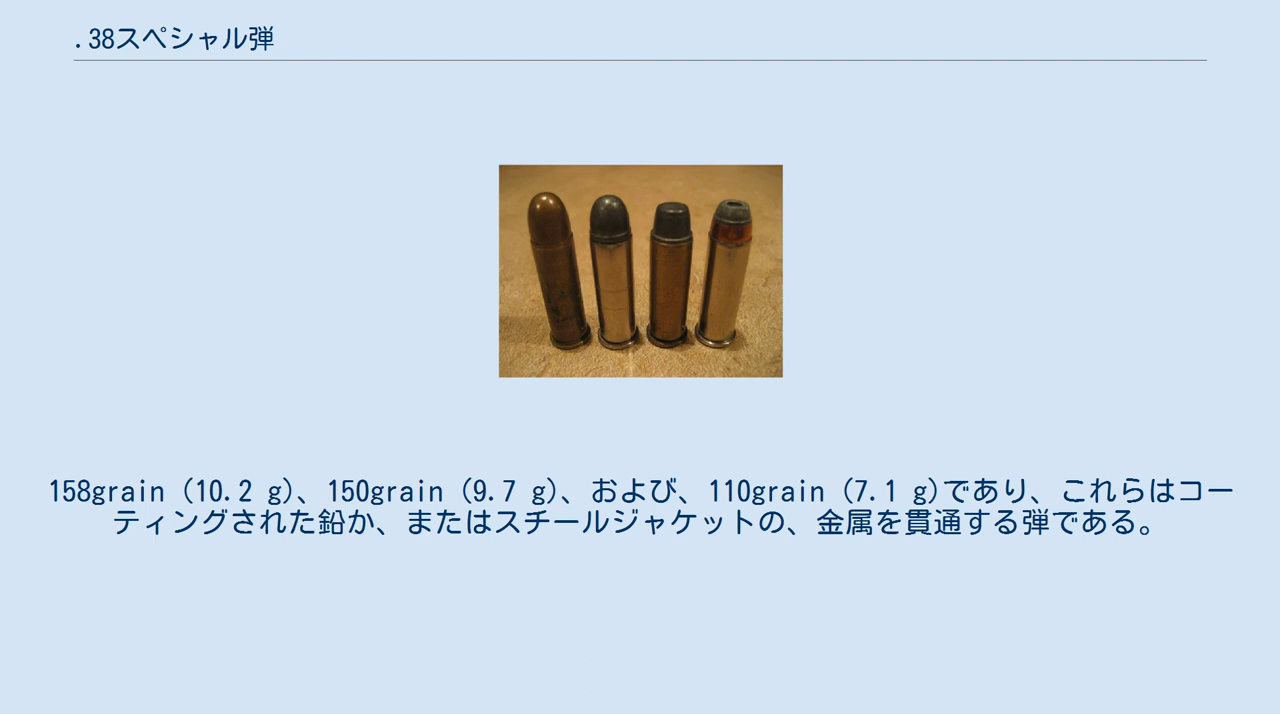 .38スペシャル弾
158grain (10.2 g)、150grain (9.7 g)、および、110grain (7.1 g)であり、これらはコー
ティングされた鉛か、またはスチールジャケットの、金属を貫通する弾である。